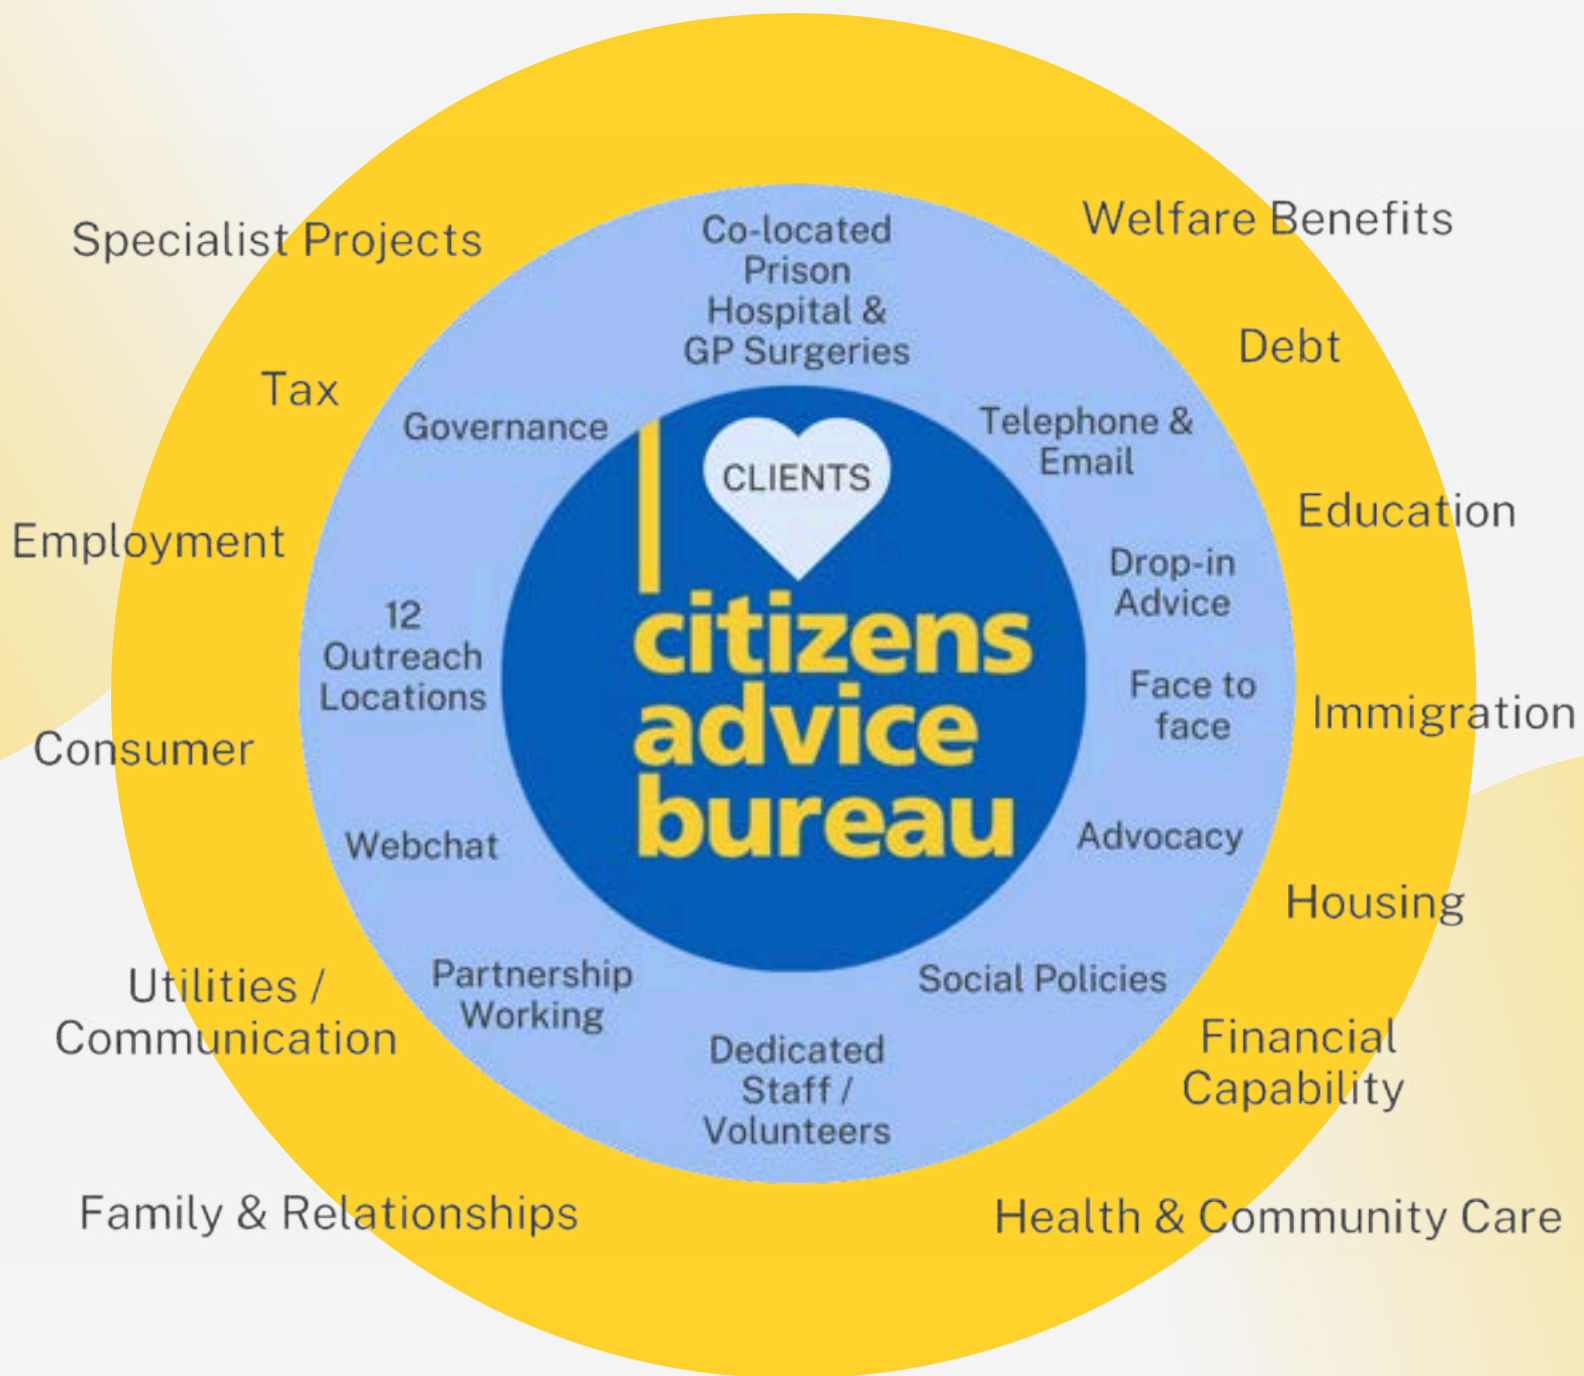 Specialist Projects
Tax
Employment
Consumer
Utilities /
Communication
Family & Relationships
Welfare Benefits
Debt
Education
Immigration
Housing
Financial
Capability
Health & Community Care
Co-located
Prison
Hospital &
GP Surgeries
Telephone &
Email
Drop-in
Advice
Face to
face
Advocacy
Social Policies
Dedicated
Staff /
Volunteers
Partnership
Working
Webchat
12
Outreach
Locations
Governance
CLIENTS
citizens
advice
bureau